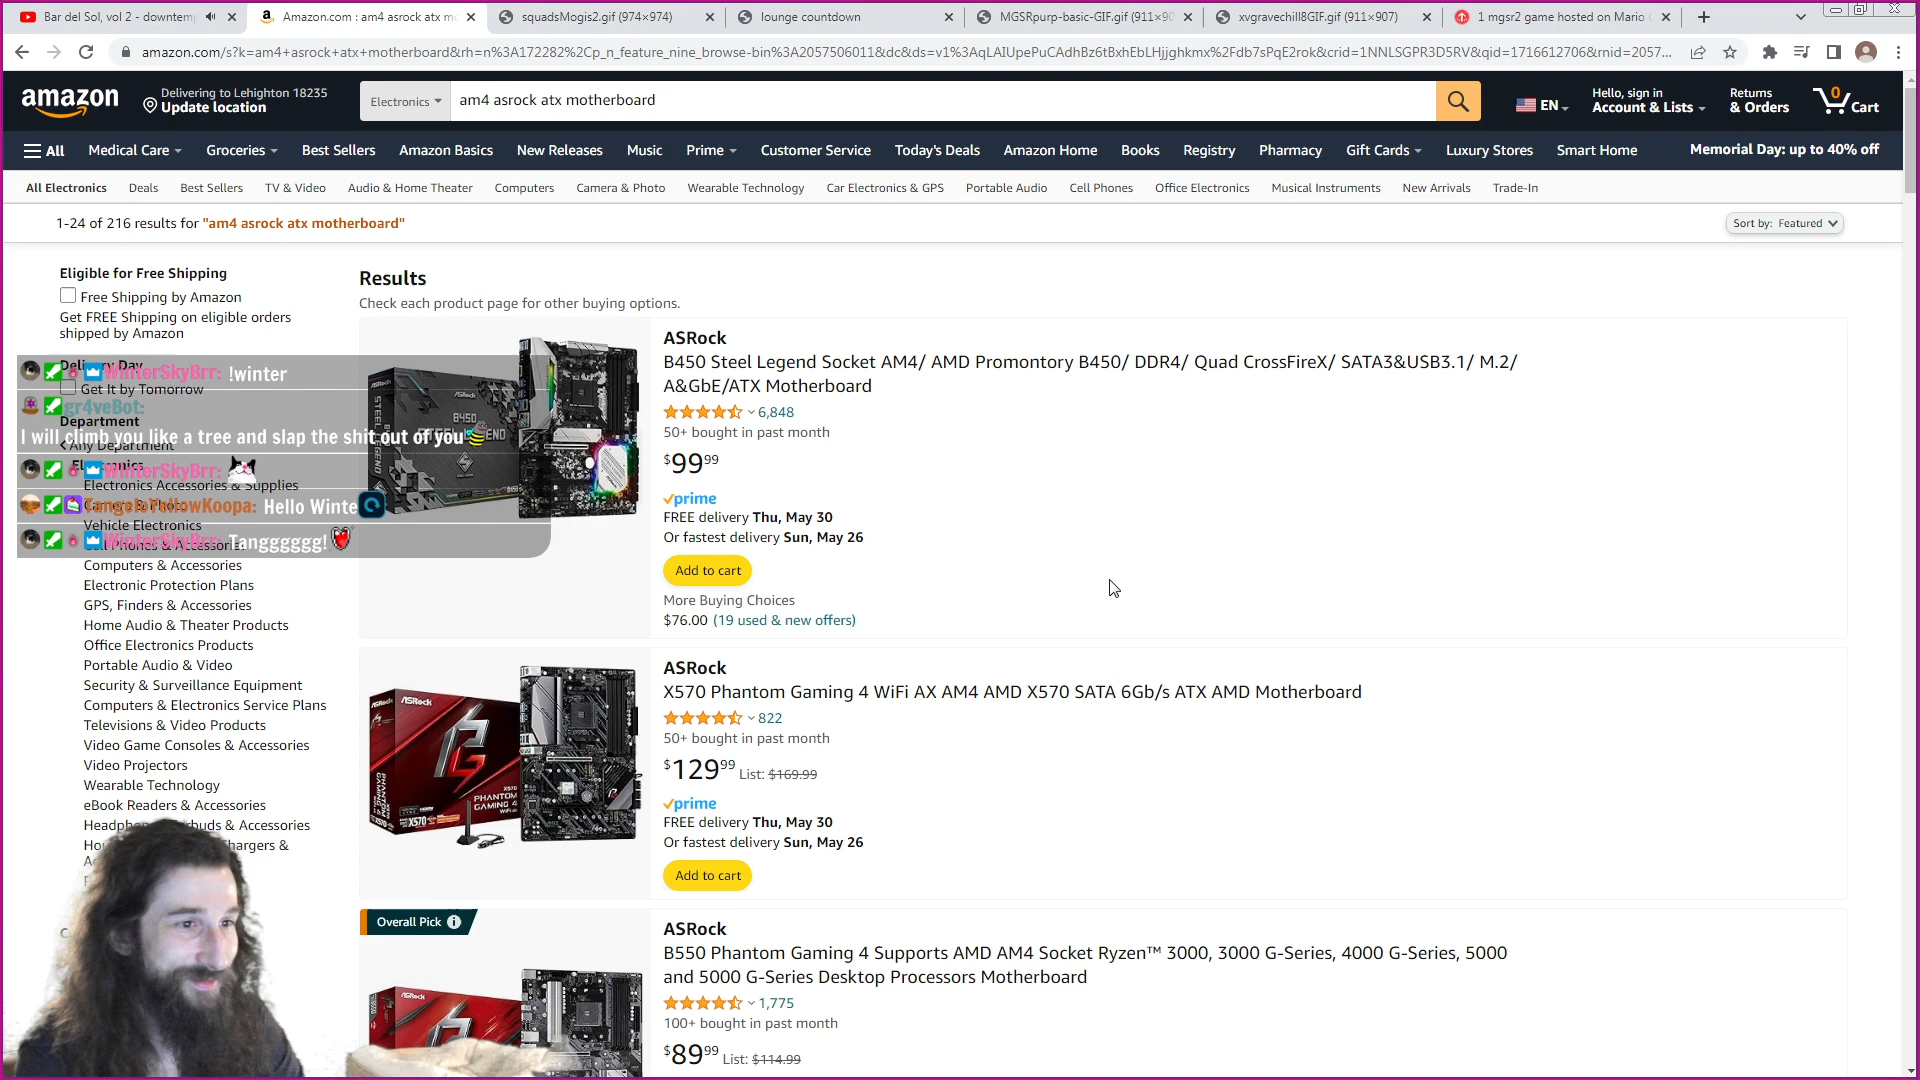 Bar del Sol, vol 2 - downtemp
Amazon.com : am4 asrock atx mo
squadsMogis2.gif (974×974)
lounge countdown
MGSRpurp-basic-GIF.gif (911×90
xvgravechill8GIF.gif (911×907)
1 mgsr2 game hosted on Mario
amazon.com/s?k=am4+asrock+atx+motherboard&rh=n%3A172282%2Cp_n_feature_nine_browse-bin%3A2057506011&dc&ds=v1%3AqLAIUpePuCAdhBz6tBxhEbLHjjghkmx%2Fdb7sPqE2rok&crid=1NNLSGPR3D5RV&qid=1716612706&rnid=2057...
amazon
Delivering to Lehighton 18235
Update location
Electronics
am4 asrock atx motherboard
EN
Hello, sign in
Account & Lists
Returns
& Orders
0
Cart
All
Medical Care
Groceries
Best Sellers
Amazon Basics
New Releases
Music
Prime
Customer Service
Today's Deals
Amazon Home
Books
Registry
Pharmacy
Gift Cards
Luxury Stores
Smart Home
Memorial Day: up to 40% off
All Electronics
Deals
Best Sellers
TV & Video
Audio & Home Theater
Computers
Camera & Photo
Wearable Technology
Car Electronics & GPS
Portable Audio
Cell Phones
Office Electronics
Musical Instruments
New Arrivals
Trade-In
1-24 of 216 results for "am4 asrock atx motherboard"
Sort by: Featured
Eligible for Free Shipping
Free Shipping by Amazon
Get FREE Shipping on eligible orders
shipped by Amazon
Delivery Day
WinterSkyBrr: !winter
Get It by Tomorrow
gr4veBot:
Department
I will climb you like a tree and slap the shit out of you
Any Department
Electronics
WinterSkyBrr:
Electronics Accessories & Supplies
TangeloYellowKoopa: Hello Winte
Vehicle Electronics
WinterSkyBrr: Tangggggg!
Cell Phones & Accessories
Computers & Accessories
Electronic Protection Plans
GPS, Finders & Accessories
Home Audio & Theater Products
Office Electronics Products
Portable Audio & Video
Security & Surveillance Equipment
Computers & Electronics Service Plans
Televisions & Video Products
Video Game Consoles & Accessories
Video Projectors
Wearable Technology
eBook Readers & Accessories
Results
Check each product page for other buying options.
ASRock
B450
STEEL LEGEND
ASRock
B450 Steel Legend Socket AM4/ AMD Promontory B450/ DDR4/ Quad CrossFireX/ SATA3&USB3.1/ M.2/
A&GbE/ATX Motherboard
6,848
50+ bought in past month
$99.99
prime
FREE delivery Thu, May 30
Or fastest delivery Sun, May 26
Add to cart
More Buying Choices
$76.00 (19 used & new offers)
ASRock
PHANTOM
GAMING 4
X570
ASRock
X570 Phantom Gaming 4 WiFi AX AM4 AMD X570 SATA 6Gb/s ATX AMD Motherboard
822
50+ bought in past month
$129.99 List: $169.99
prime
FREE delivery Thu, May 30
Or fastest delivery Sun, May 26
Add to cart
Overall Pick
ASRock
ASRock
B550 Phantom Gaming 4 Supports AMD AM4 Socket Ryzen™ 3000, 3000 G-Series, 4000 G-Series, 5000
and 5000 G-Series Desktop Processors Motherboard
1,775
100+ bought in past month
$89.99 List: $114.99